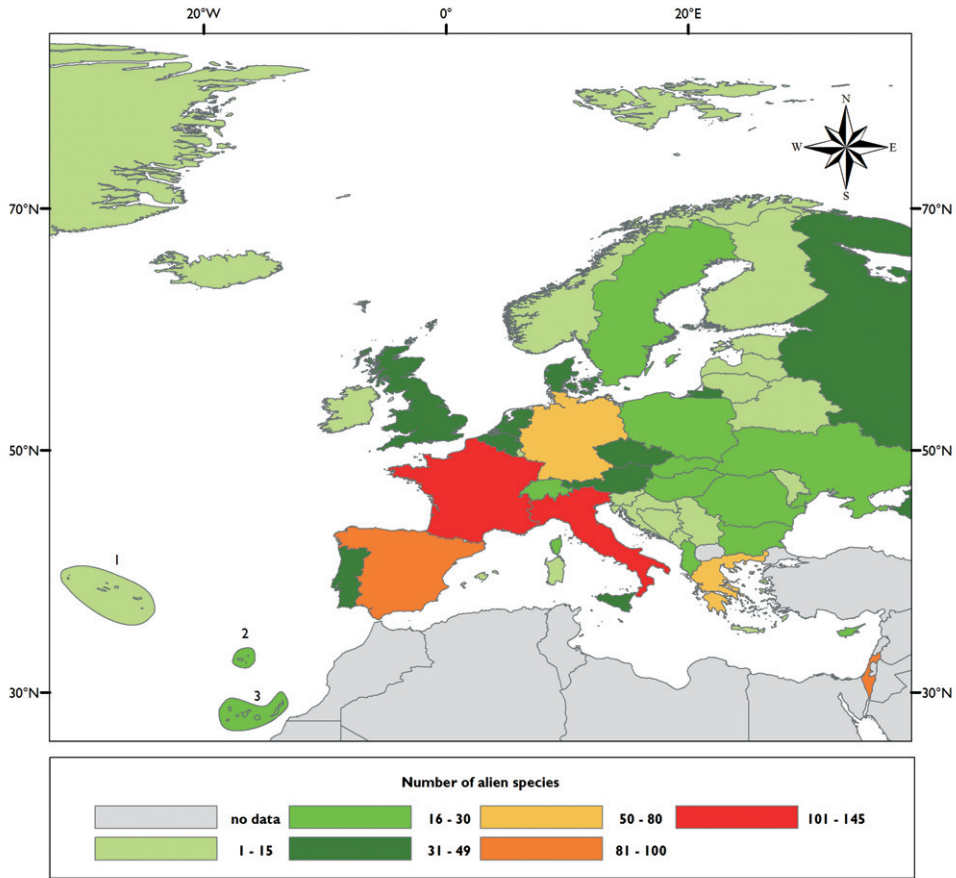 20°W 0° 20°E
N
W E
S
70°N 70°N
50°N 50°N
1
2
3
30°N 30°N
Number of alien species
no data 16 - 30 50 - 80 101 - 145
1 - 15 31 - 49 81 - 100